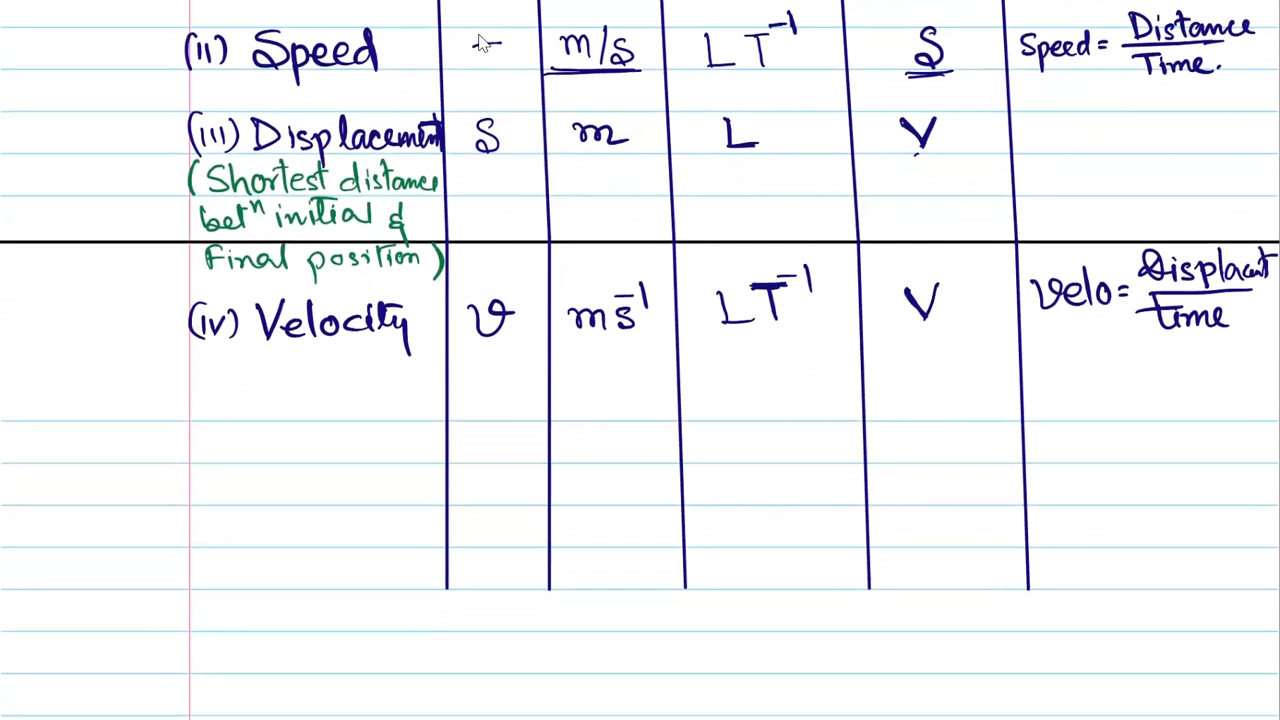 (ii) Speed - m/s LT⁻¹ S Speed = Distance / Time.
(iii) Displacement S m L V
(Shortest distance
betⁿ initial &
Final position)
(iv) Velocity v ms⁻¹ LT⁻¹ V Velo = Displacnt / Time